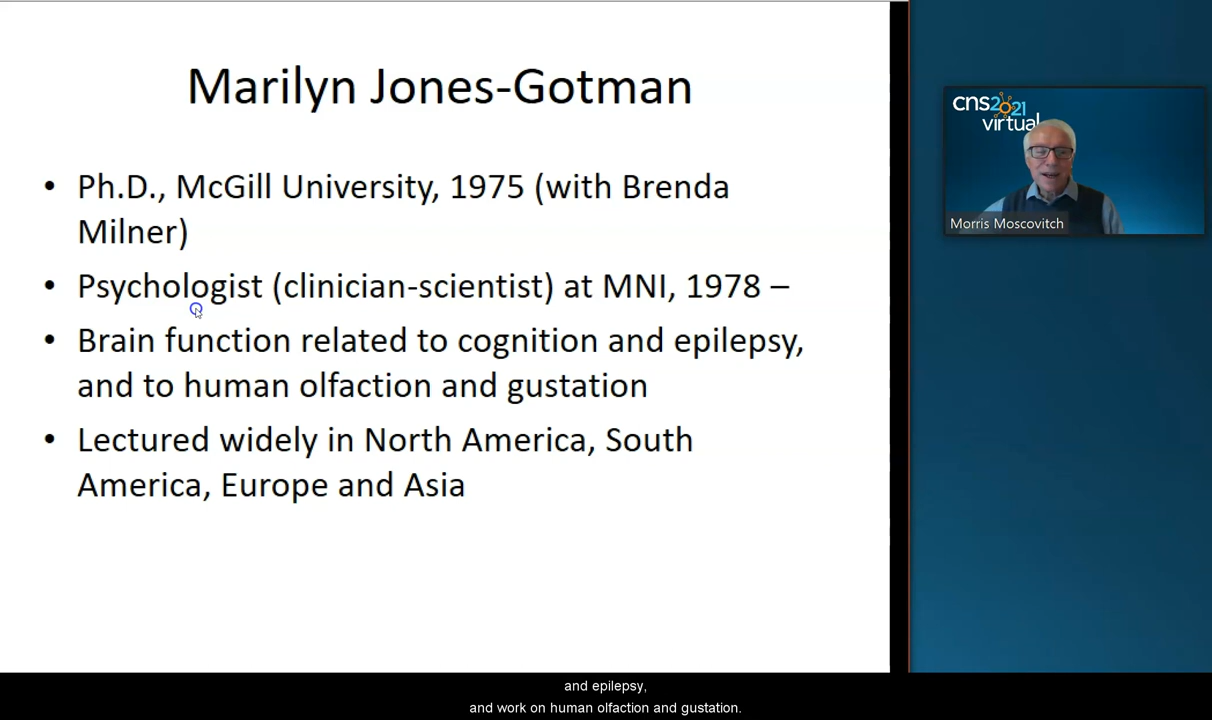 Marilyn Jones-Gotman
• Ph.D., McGill University, 1975 (with Brenda
Milner)
• Psychologist (clinician-scientist) at MNI, 1978 –
• Brain function related to cognition and epilepsy,
and to human olfaction and gustation
• Lectured widely in North America, South
America, Europe and Asia
cns2021
virtual
Morris Moscovitch
and epilepsy,
and work on human olfaction and gustation.